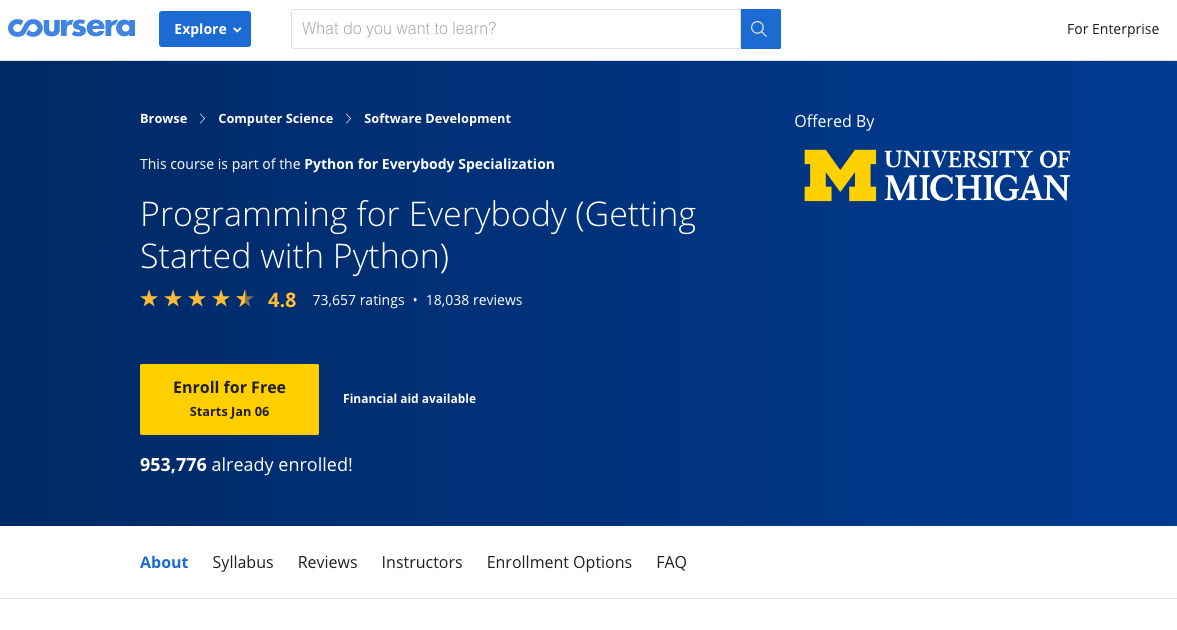 coursera
Explore
What do you want to learn?
For Enterprise
Browse > Computer Science > Software Development
This course is part of the Python for Everybody Specialization
Programming for Everybody (Getting
Started with Python)
4.8 73,657 ratings • 18,038 reviews
Enroll for Free
Starts Jan 06
Financial aid available
953,776 already enrolled!
Offered By
M UNIVERSITY OF
MICHIGAN
About Syllabus Reviews Instructors Enrollment Options FAQ